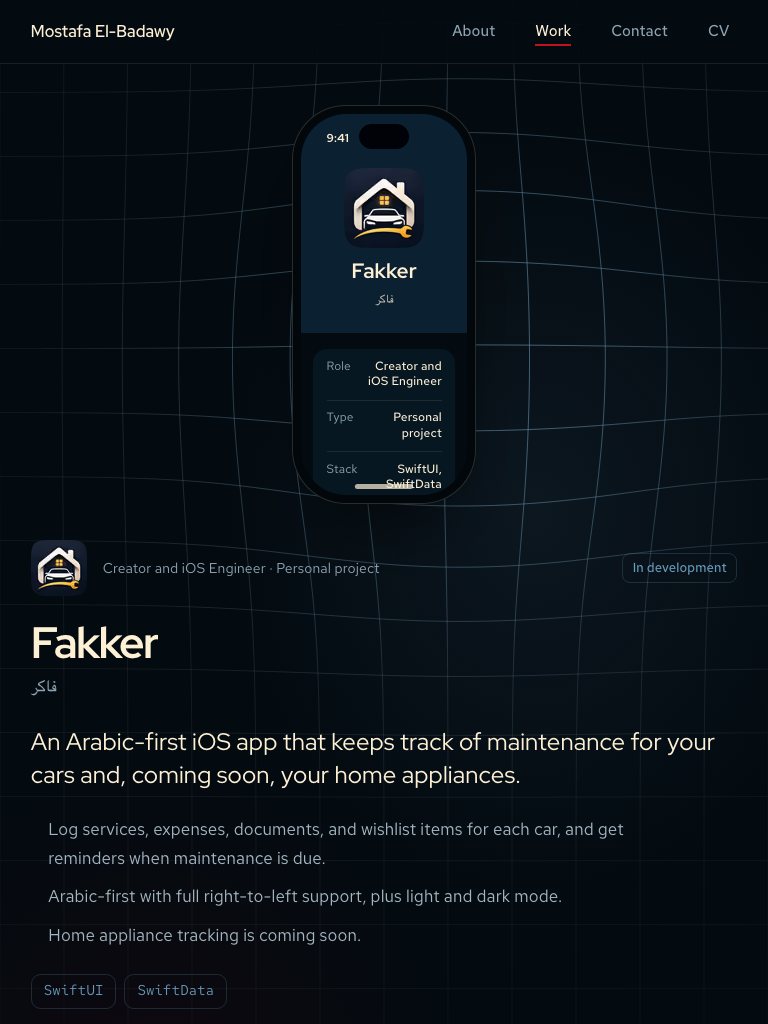 Mostafa El-Badawy
About
Work
Contact
CV
9:41
Fakker
فاكر
Role
Creator and
iOS Engineer
Type
Personal
project
Stack
SwiftUI,
SwiftData
Creator and iOS Engineer · Personal project
In development
Fakker
فاكر
An Arabic-first iOS app that keeps track of maintenance for your
cars and, coming soon, your home appliances.
Log services, expenses, documents, and wishlist items for each car, and get
reminders when maintenance is due.
Arabic-first with full right-to-left support, plus light and dark mode.
Home appliance tracking is coming soon.
SwiftUI
SwiftData